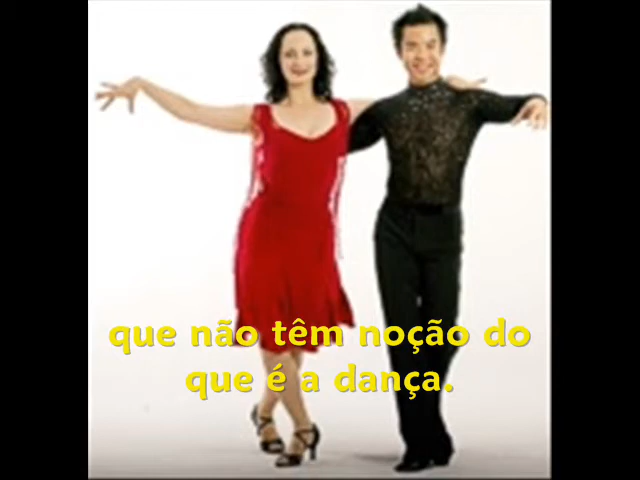 que não têm noção do
que é a dança.